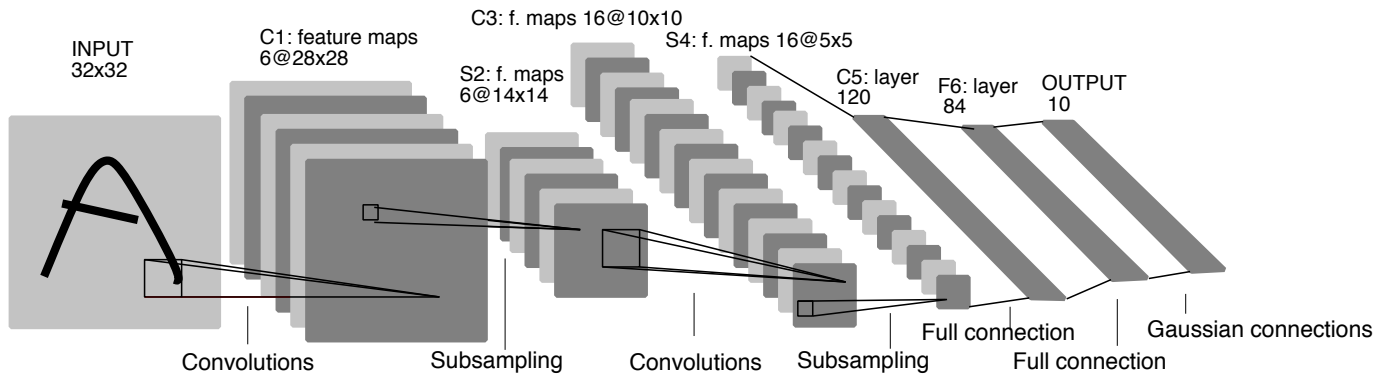 INPUT
32x32
C1: feature maps
6@28x28
S2: f. maps
6@14x14
C3: f. maps 16@10x10
S4: f. maps 16@5x5
C5: layer
120
F6: layer
84
OUTPUT
10
Convolutions
Subsampling
Convolutions
Subsampling
Full connection
Full connection
Gaussian connections